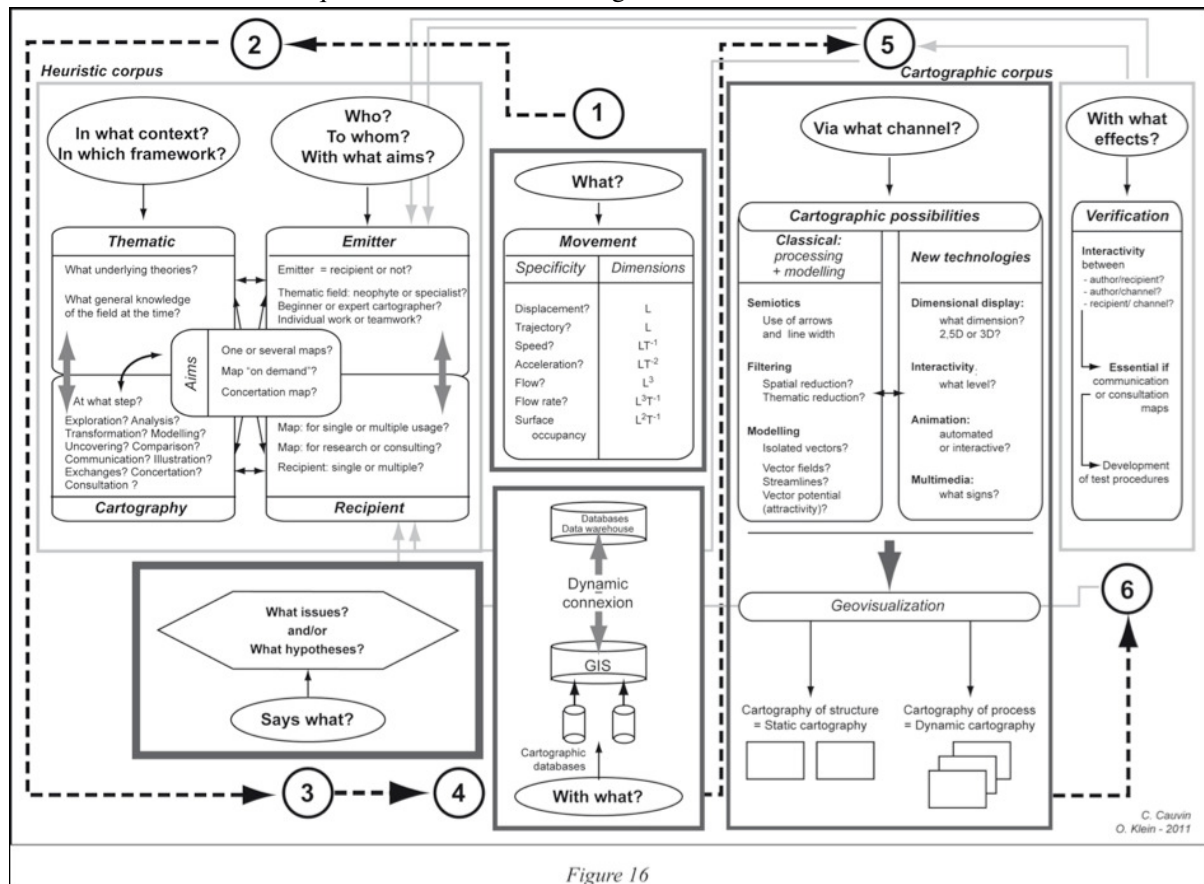 2
1
5
Heuristic corpus
Cartographic corpus
In what context?
In which framework?
Who?
To whom?
With what aims?
Thematic
What underlying theories?
What general knowledge
of the field at the time?
Emitter
Emitter = recipient or not?
Thematic field: neophyte or specialist?
Beginner or expert cartographer?
Individual work or teamwork?
Aims
One or several maps?
Map "on demand"?
Concertation map?
At what step?
Exploration? Analysis?
Transformation? Modelling?
Uncovering? Comparison?
Communication? Illustration?
Exchanges? Concertation?
Consultation ?
Cartography
Map: for single or multiple usage?
Map: for research or consulting?
Recipient: single or multiple?
Recipient
What issues?
and/or
What hypotheses?
Says what?
3
4
What?
Movement
Specificity
Dimensions
Displacement? L
Trajectory? L
Speed? LT-1
Acceleration? LT-2
Flow? L3
Flow rate? L3T-1
Surface L2T-1
occupancy
Databases
Data warehouse
Dynamic
connexion
GIS
Cartographic
databases
With what?
Via what channel?
Cartographic possibilities
Classical:
processing
+ modelling
Semiotics
Use of arrows
and line width
Filtering
Spatial reduction?
Thematic reduction?
Modelling
Isolated vectors?
Vector fields?
Streamlines?
Vector potential
(attractivity)?
New technologies
Dimensional display:
what dimension?
2,5D or 3D?
Interactivity:
what level?
Animation:
automated
or interactive?
Multimedia:
what signs?
Geovisualization
Cartography of structure
= Static cartography
Cartography of process
= Dynamic cartography
With what
effects?
Verification
Interactivity
between
- author/recipient?
- author/channel?
- recipient/ channel?
Essential if
communication
or consultation
maps
Development
of test procedures
6
C. Cauvin
O. Klein - 2011
Figure 16